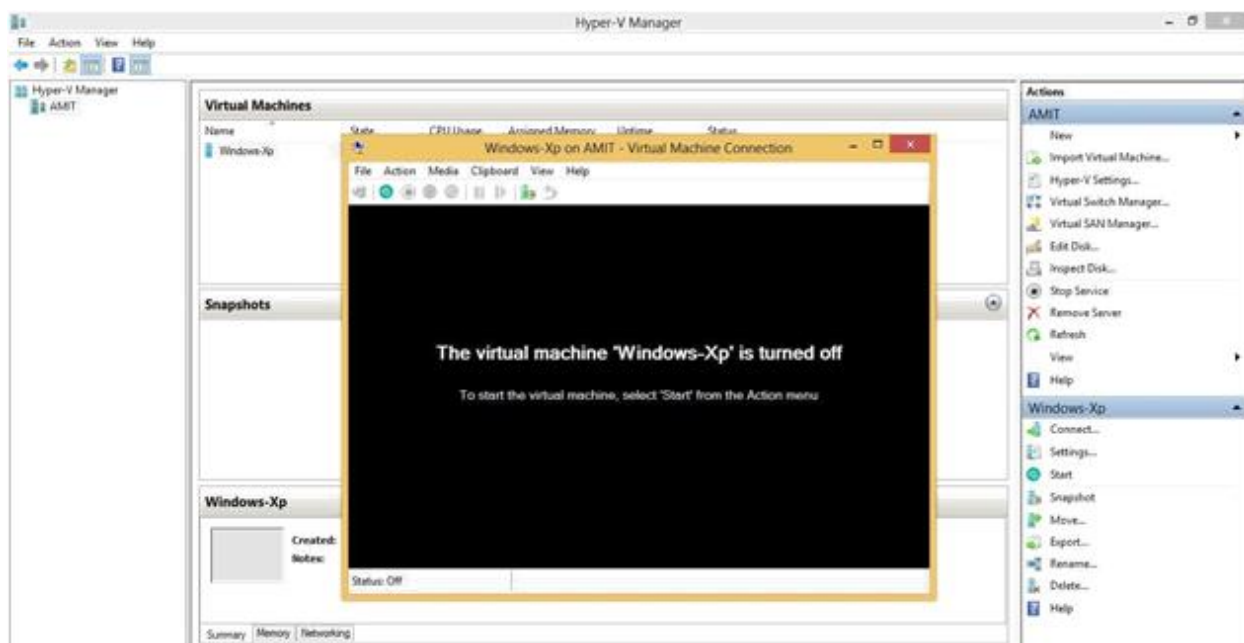 Hyper-V Manager
File Action View Help
Hyper-V Manager
AMIT
Virtual Machines
Name State CPU Usage Assigned Memory Uptime Status
Windows-Xp
Windows-Xp on AMIT - Virtual Machine Connection
File Action Media Clipboard View Help
The virtual machine 'Windows-Xp' is turned off
To start the virtual machine, select 'Start' from the Action menu
Status: Off
Snapshots
Windows-Xp
Created:
Notes:
Summary Memory Networking
Actions
AMIT
New
Import Virtual Machine...
Hyper-V Settings...
Virtual Switch Manager...
Virtual SAN Manager...
Edit Disk...
Inspect Disk...
Stop Service
Remove Server
Refresh
View
Help
Windows-Xp
Connect...
Settings...
Start
Snapshot
Move...
Export...
Rename...
Delete...
Help